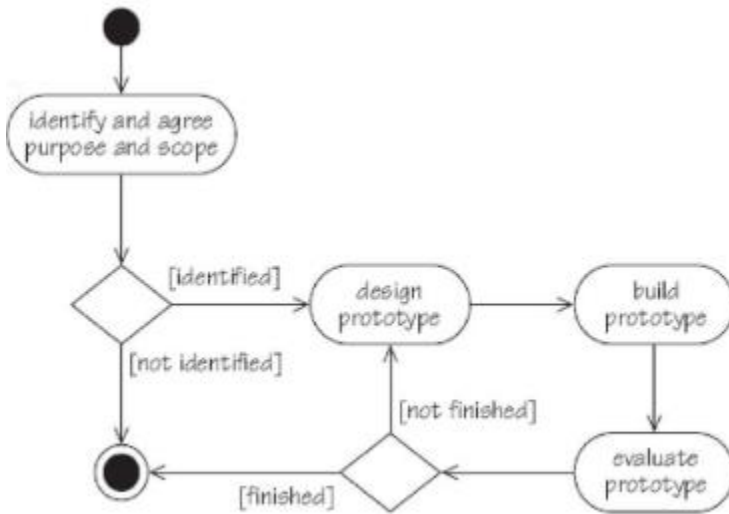 identify and agree
purpose and scope
[identified]
design
prototype
build
prototype
[not identified]
[not finished]
evaluate
prototype
[finished]